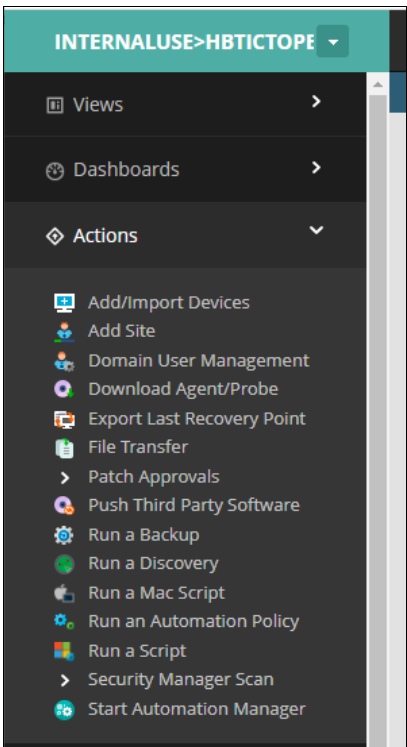 INTERNALUSE>HBTICTOPE
Views
Dashboards
Actions
Add/Import Devices
Add Site
Domain User Management
Download Agent/Probe
Export Last Recovery Point
File Transfer
Patch Approvals
Push Third Party Software
Run a Backup
Run a Discovery
Run a Mac Script
Run an Automation Policy
Run a Script
Security Manager Scan
Start Automation Manager